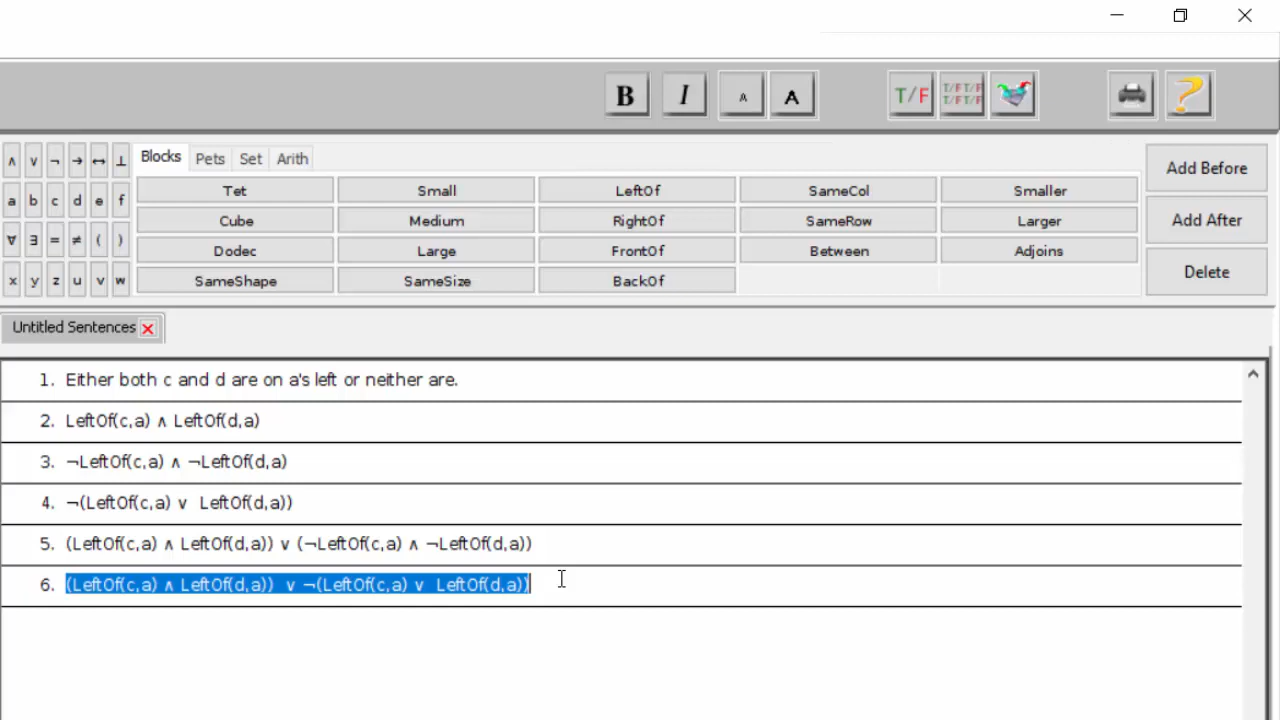 B I A A T/F T/F T/F T/F T/F ?
∧ ∨ ¬ → ↔ ⊥ Blocks Pets Set Arith Add Before
a b c d e f Tet Small LeftOf SameCol Smaller
Cube Medium RightOf SameRow Larger Add After
∀ ∃ = ≠ ( ) Dodec Large FrontOf Between Adjoins
x y z u v w SameShape SameSize BackOf Delete
Untitled Sentences
1. Either both c and d are on a's left or neither are.
2. LeftOf(c,a) ∧ LeftOf(d,a)
3. ¬LeftOf(c,a) ∧ ¬LeftOf(d,a)
4. ¬(LeftOf(c,a) ∨ LeftOf(d,a))
5. (LeftOf(c,a) ∧ LeftOf(d,a)) ∨ (¬LeftOf(c,a) ∧ ¬LeftOf(d,a))
6. (LeftOf(c,a) ∧ LeftOf(d,a)) ∨ ¬(LeftOf(c,a) ∨ LeftOf(d,a))